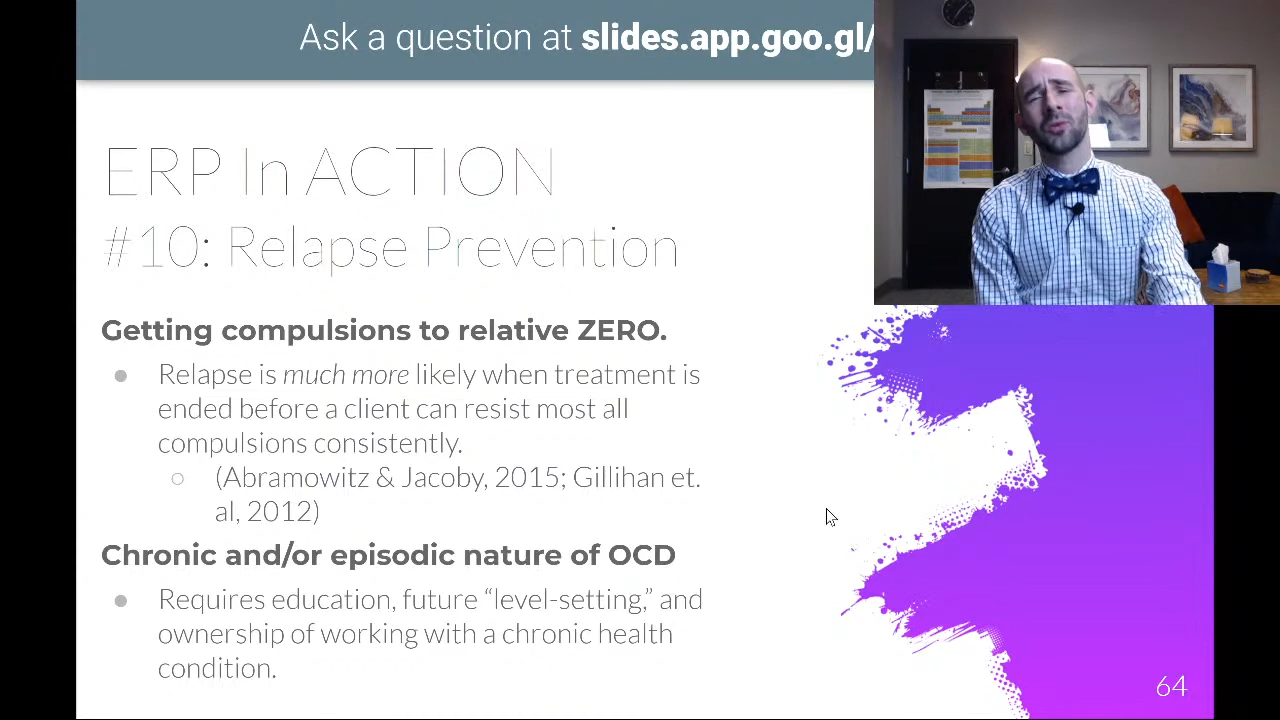 Ask a question at slides.app.goo.gl/
ERP In ACTION
#10: Relapse Prevention
Getting compulsions to relative ZERO.
Relapse is much more likely when treatment is
ended before a client can resist most all
compulsions consistently.
(Abramowitz & Jacoby, 2015; Gillihan et.
al, 2012)
Chronic and/or episodic nature of OCD
Requires education, future “level-setting,” and
ownership of working with a chronic health
condition.
64